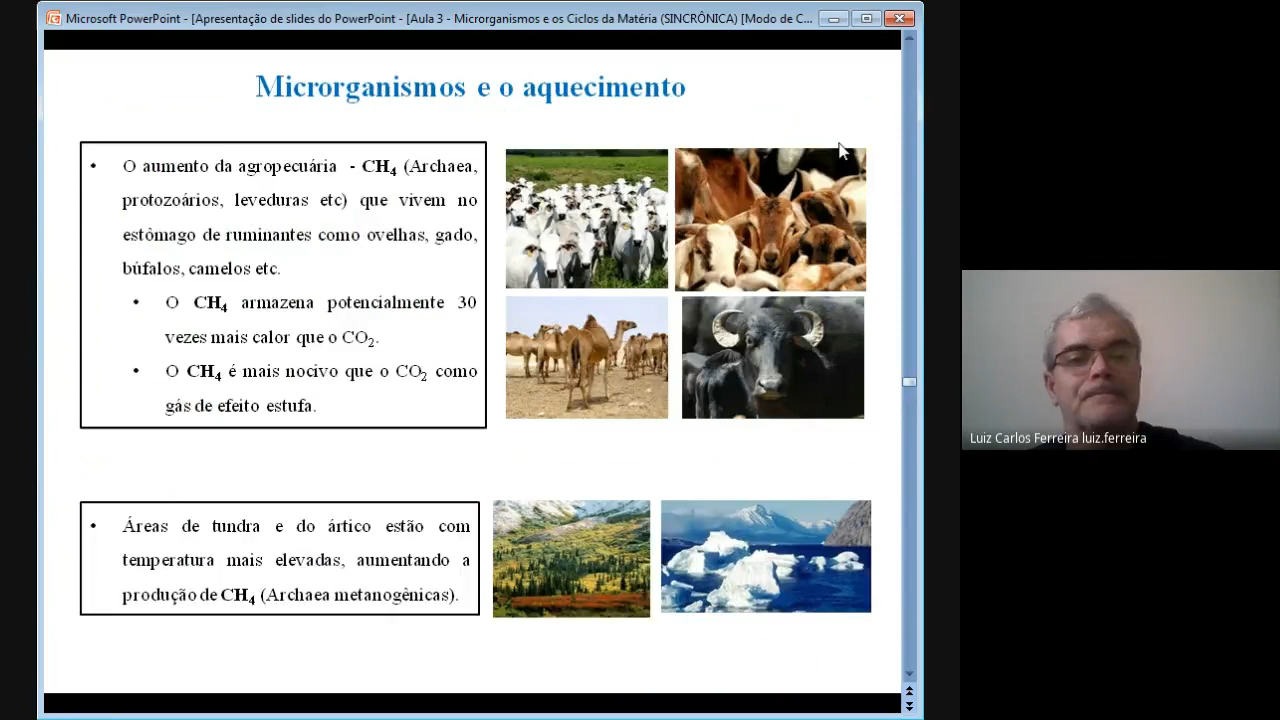 Microsoft PowerPoint - [Apresentação de slides do PowerPoint - [Aula 3 - Microrganismos e os Ciclos da Matéria (SINCRÔNICA) [Modo de C...
Microrganismos e o aquecimento
• O aumento da agropecuária - CH₄ (Archaea,
protozoários, leveduras etc) que vivem no
estômago de ruminantes como ovelhas, gado,
búfalos, camelos etc.
• O CH₄ armazena potencialmente 30
vezes mais calor que o CO₂.
• O CH₄ é mais nocivo que o CO₂ como
gás de efeito estufa.
• Áreas de tundra e do ártico estão com
temperatura mais elevadas, aumentando a
produção de CH₄ (Archaea metanogênicas).
Luiz Carlos Ferreira luiz.ferreira